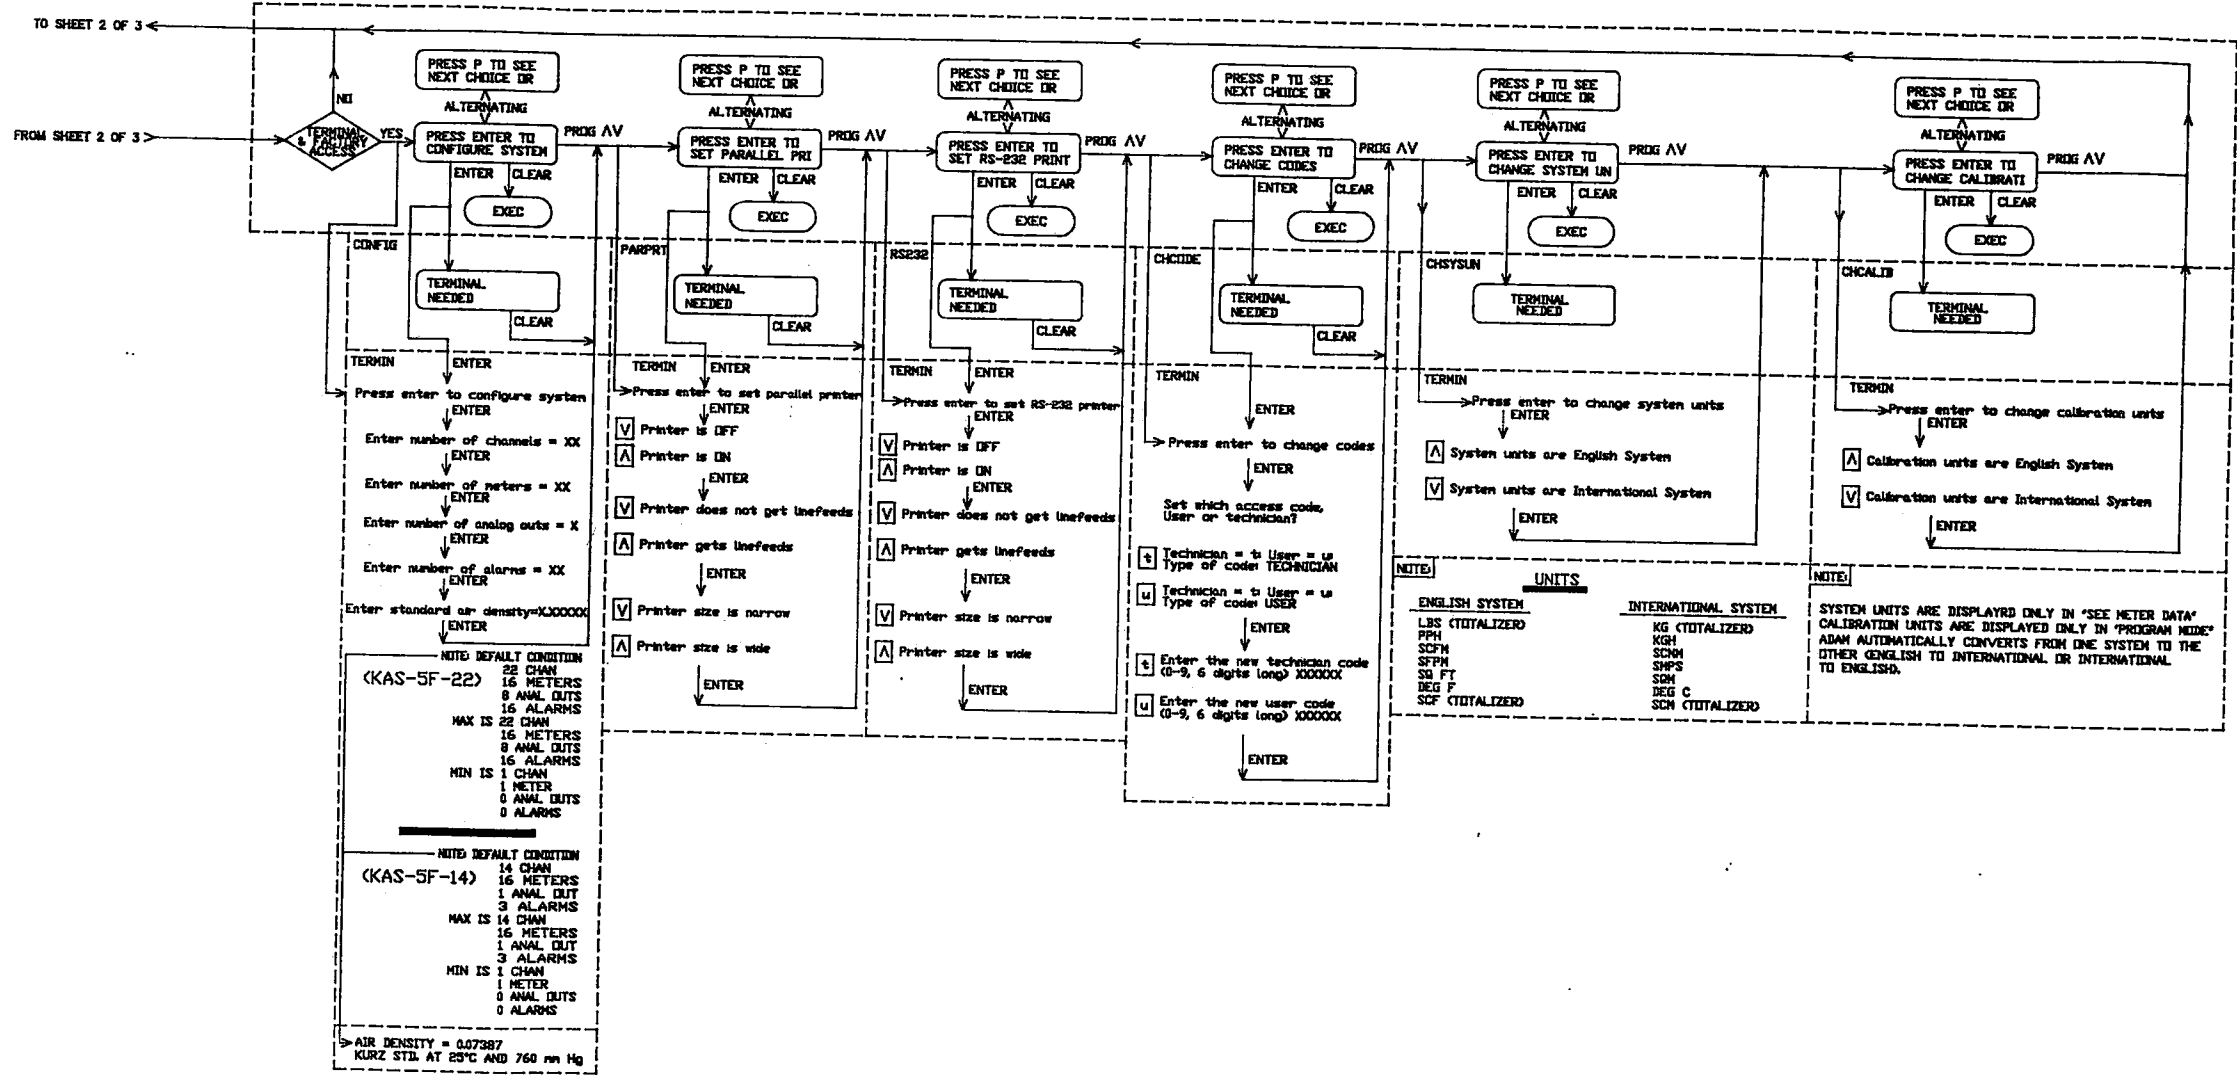 TO SHEET 2 OF 3
FROM SHEET 2 OF 3
TERMINAL
& FACTORY
ACCESS
NO
YES
PRESS P TO SEE
NEXT CHOICE OR
ALTERNATING
PRESS ENTER TO
CONFIGURE SYSTEM
PROG ΛV
ENTER
CLEAR
EXEC
PRESS P TO SEE
NEXT CHOICE OR
ALTERNATING
PRESS ENTER TO
SET PARALLEL PRI
PROG ΛV
ENTER
CLEAR
EXEC
PRESS P TO SEE
NEXT CHOICE OR
ALTERNATING
PRESS ENTER TO
SET RS-232 PRINT
PROG ΛV
ENTER
CLEAR
EXEC
PRESS P TO SEE
NEXT CHOICE OR
ALTERNATING
PRESS ENTER TO
CHANGE CODES
PROG ΛV
ENTER
CLEAR
EXEC
PRESS P TO SEE
NEXT CHOICE OR
ALTERNATING
PRESS ENTER TO
CHANGE SYSTEM UN
PROG ΛV
ENTER
CLEAR
EXEC
PRESS P TO SEE
NEXT CHOICE OR
ALTERNATING
PRESS ENTER TO
CHANGE CALIBRATI
PROG ΛV
ENTER
CLEAR
EXEC
CONFIG
TERMINAL
NEEDED
CLEAR
TERMIN
ENTER
Press enter to configure system
ENTER
Enter number of channels = XX
ENTER
Enter number of meters = XX
ENTER
Enter number of analog outs = X
ENTER
Enter number of alarms = XX
ENTER
Enter standard air density=X.XXXXX
ENTER
NOTE: DEFAULT CONDITION
(KAS-5F-22)
22 CHAN
16 METERS
8 ANAL OUTS
16 ALARMS
MAX IS 22 CHAN
16 METERS
8 ANAL OUTS
16 ALARMS
MIN IS 1 CHAN
1 METER
0 ANAL OUTS
0 ALARMS
NOTE: DEFAULT CONDITION
(KAS-5F-14)
14 CHAN
16 METERS
1 ANAL OUT
3 ALARMS
MAX IS 14 CHAN
16 METERS
1 ANAL OUT
3 ALARMS
MIN IS 1 CHAN
1 METER
0 ANAL OUTS
0 ALARMS
AIR DENSITY = 0.07387
KURZ STD. AT 25°C AND 760 mm Hg
PARPRT
TERMINAL
NEEDED
CLEAR
TERMIN
ENTER
Press enter to set parallel printer
ENTER
V Printer is OFF
Λ Printer is ON
ENTER
V Printer does not get linefeeds
Λ Printer gets linefeeds
ENTER
V Printer size is narrow
Λ Printer size is wide
ENTER
RS232
TERMINAL
NEEDED
CLEAR
TERMIN
ENTER
Press enter to set RS-232 printer
ENTER
V Printer is OFF
Λ Printer is ON
ENTER
V Printer does not get linefeeds
Λ Printer gets linefeeds
ENTER
V Printer size is narrow
Λ Printer size is wide
ENTER
CHCODE
TERMINAL
NEEDED
CLEAR
TERMIN
ENTER
Press enter to change codes
ENTER
Set which access code,
User or technician?
t Technician = t: User = u:
Type of code: TECHNICIAN
u Technician = t: User = u:
Type of code: USER
ENTER
t Enter the new technician code
(0-9, 6 digits long) XXXXXX
u Enter the new user code
(0-9, 6 digits long) XXXXXX
ENTER
CHSYSUN
TERMINAL
NEEDED
TERMIN
Press enter to change system units
ENTER
Λ System units are English System
V System units are International System
ENTER
CHCALIB
TERMINAL
NEEDED
TERMIN
Press enter to change calibration units
ENTER
Λ Calibration units are English System
V Calibration units are International System
ENTER
NOTE:
UNITS
ENGLISH SYSTEM
LBS (TOTALIZER)
PPH
SCFM
SFPM
SQ FT
DEG F
SCF (TOTALIZER)
INTERNATIONAL SYSTEM
KG (TOTALIZER)
KGH
SCMM
SMPS
SQM
DEG C
SCM (TOTALIZER)
NOTE:
SYSTEM UNITS ARE DISPLAYRD ONLY IN "SEE METER DATA"
CALIBRATION UNITS ARE DISPLAYED ONLY IN "PROGRAM MODE"
ADAM AUTOMATICALLY CONVERTS FROM ONE SYSTEM TO THE
OTHER (ENGLISH TO INTERNATIONAL OR INTERNATIONAL
TO ENGLISH).